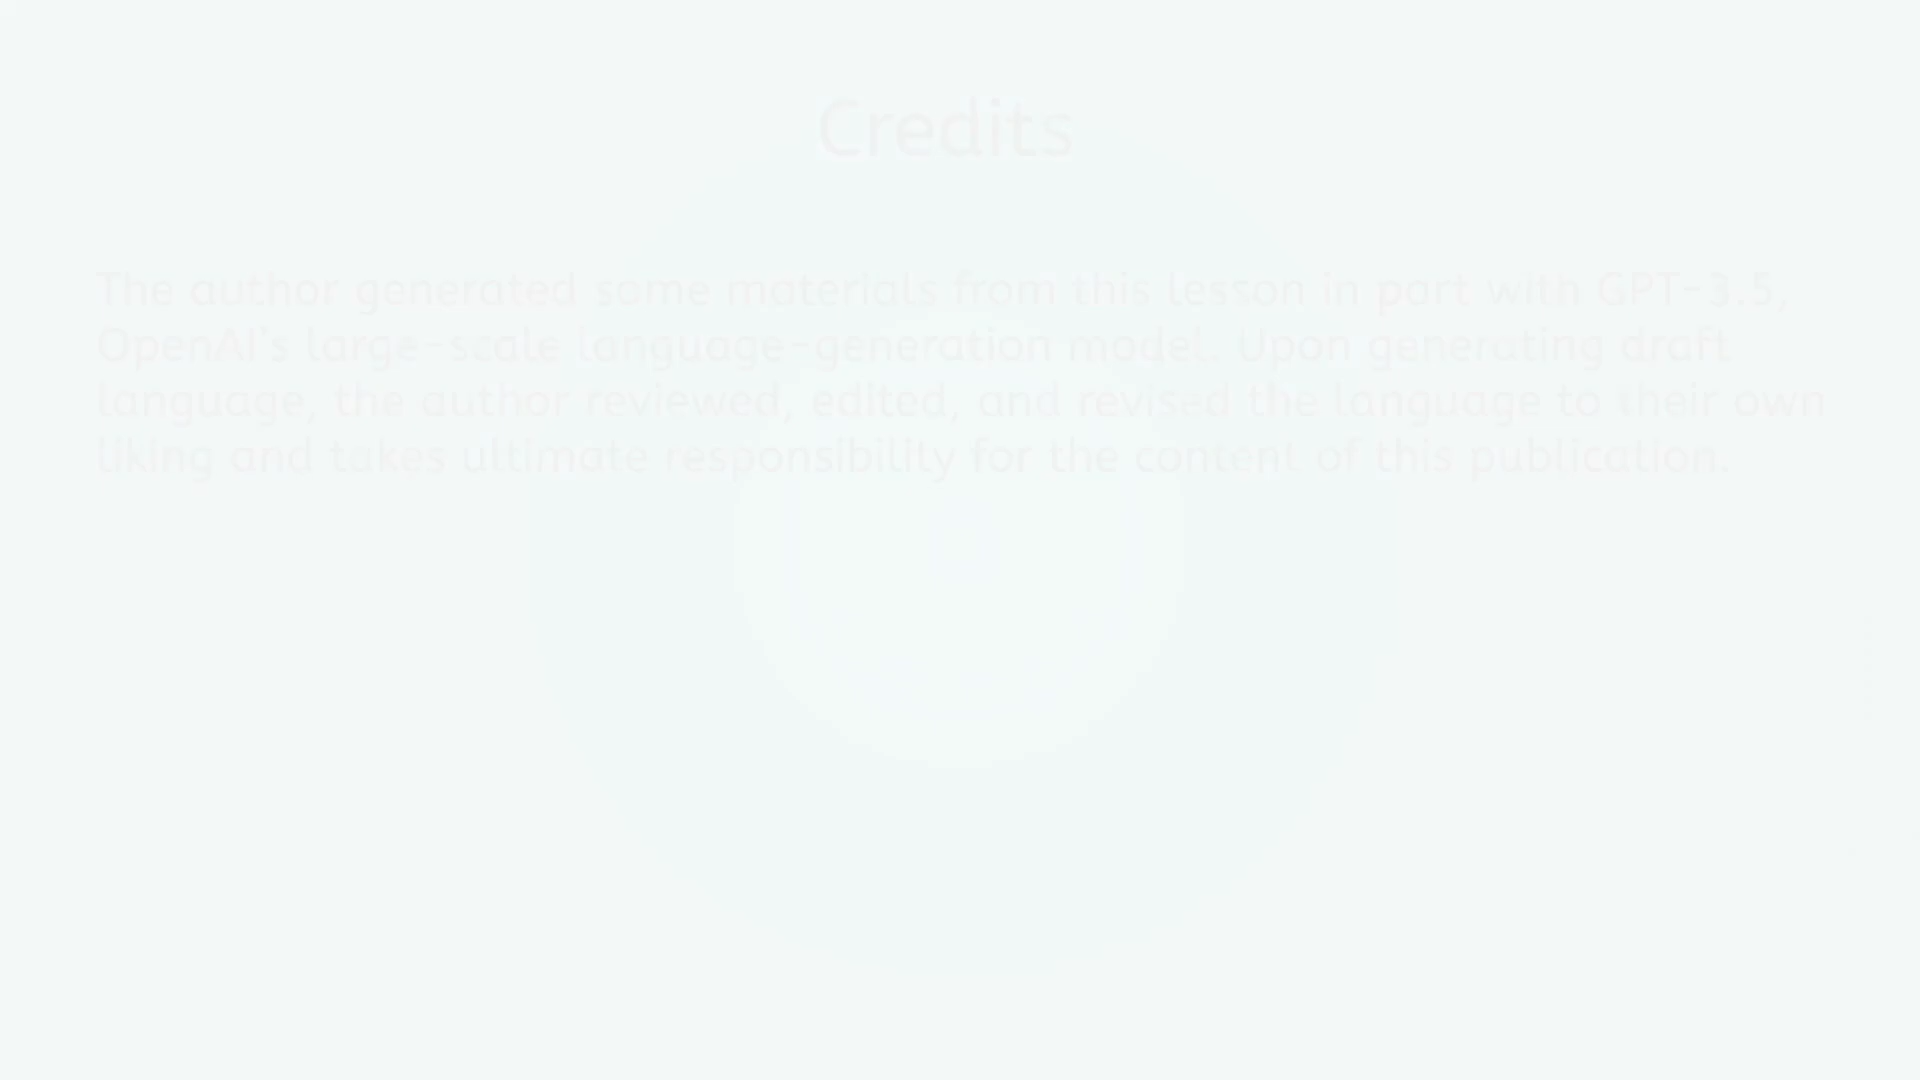 Credits
The author generated some materials from this lesson in part with GPT-3.5,
OpenAI's large-scale language-generation model. Upon generating draft
language, the author reviewed, edited, and revised the language to their own
liking and takes ultimate responsibility for the content of this publication.